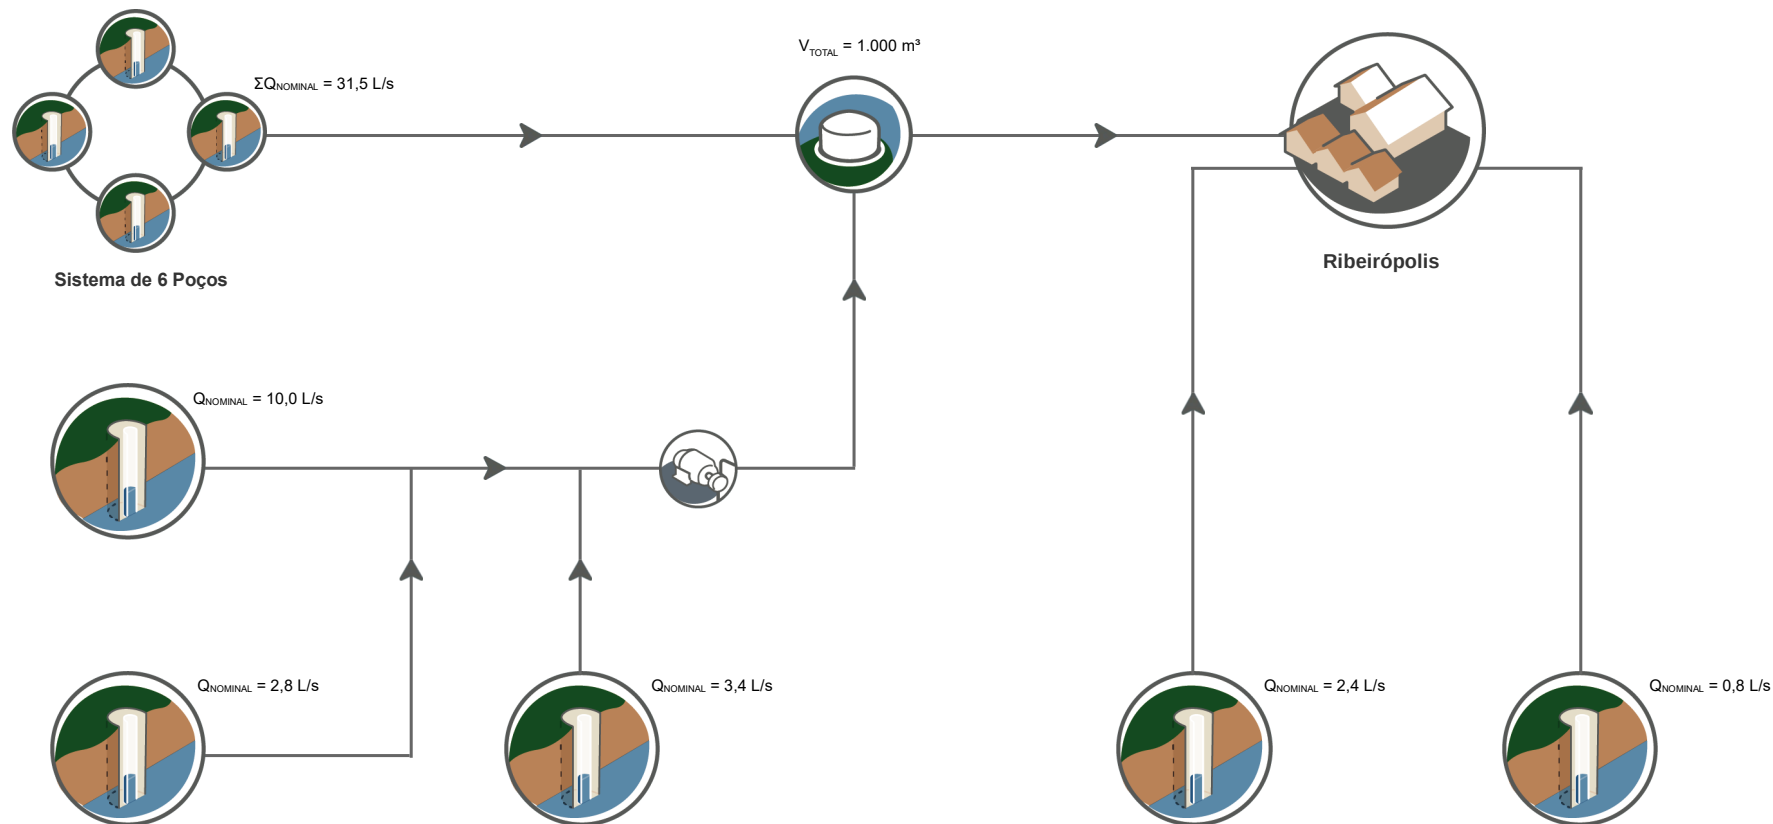 V_TOTAL = 1.000 m³
ΣQ_NOMINAL = 31,5 L/s
Sistema de 6 Poços
Ribeirópolis
Q_NOMINAL = 10,0 L/s
Q_NOMINAL = 2,8 L/s
Q_NOMINAL = 3,4 L/s
Q_NOMINAL = 2,4 L/s
Q_NOMINAL = 0,8 L/s